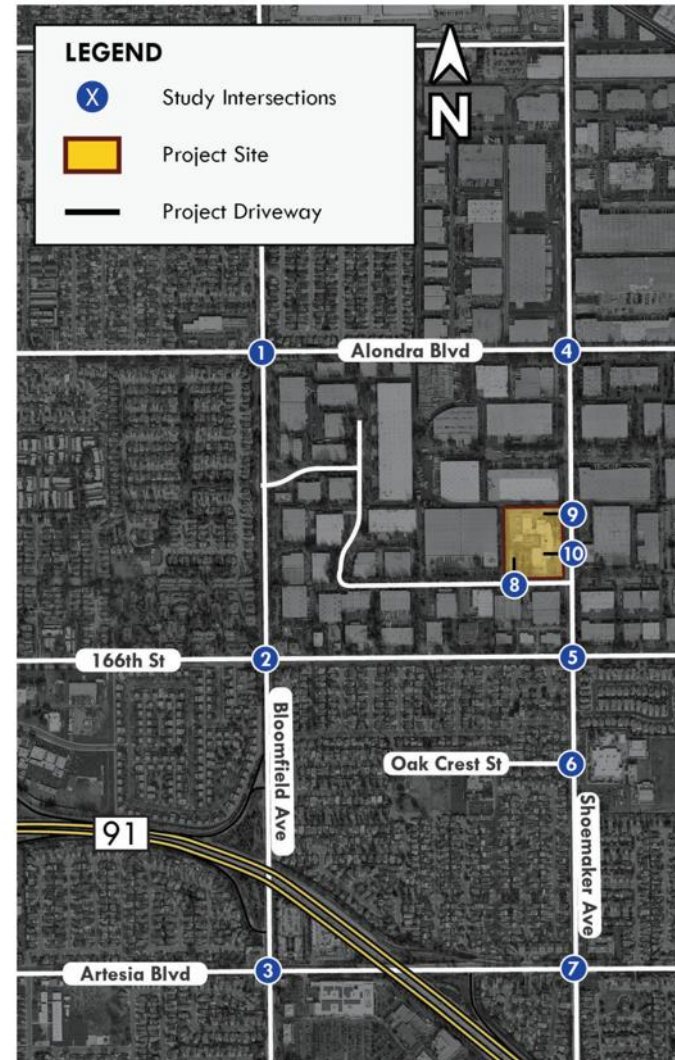 LEGEND
X Study Intersections
Project Site
Project Driveway
N
1 Alondra Blvd 4
9
10
8
166th St 2 5
Bloomfield Ave
Oak Crest St 6
Shoemaker Ave
91
Artesia Blvd 3 7